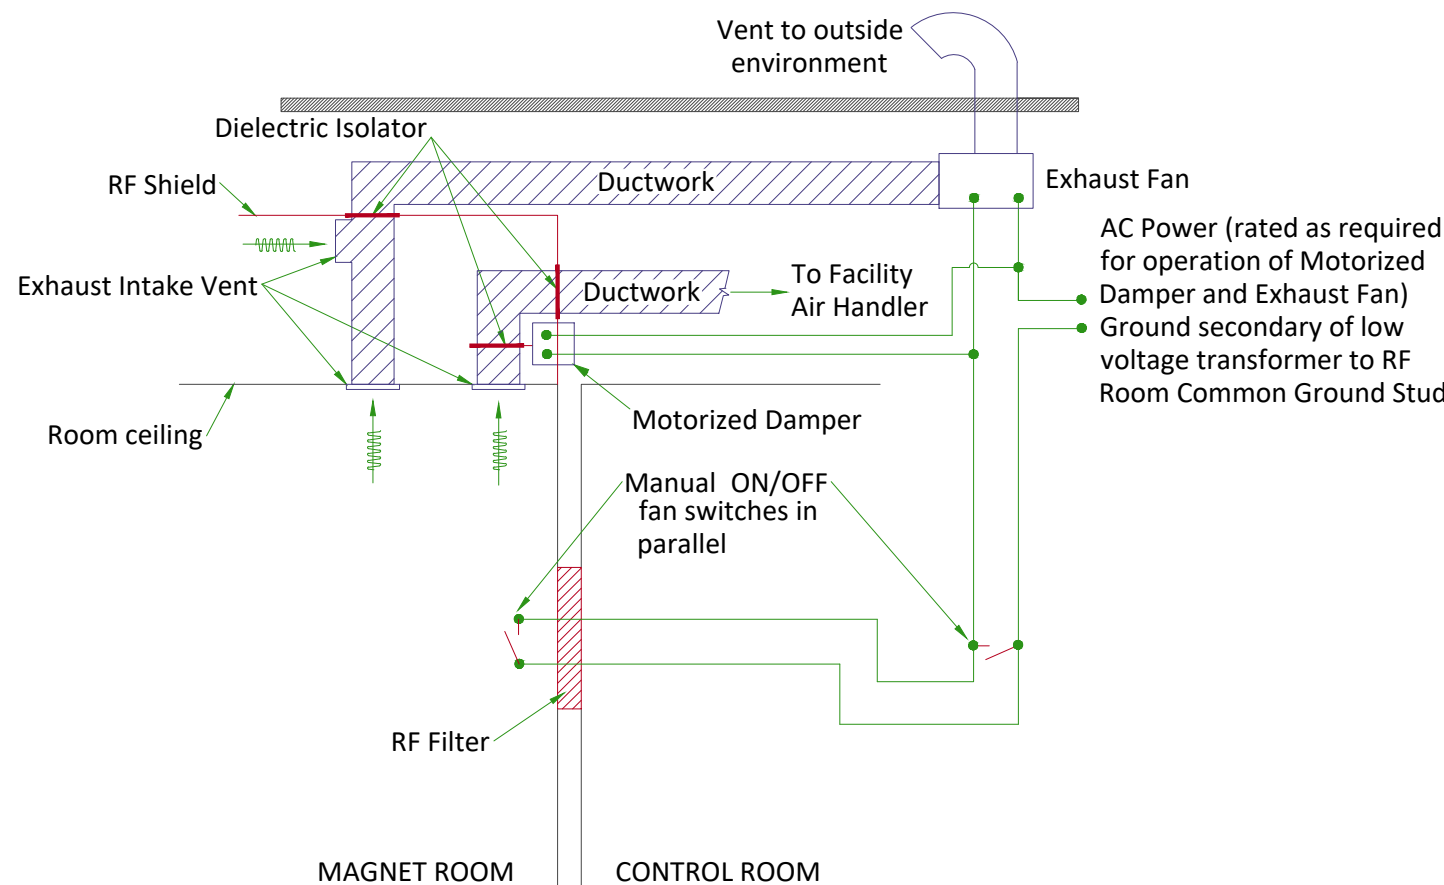 Vent to outside
environment
Dielectric Isolator
RF Shield
Ductwork
Exhaust Fan
AC Power (rated as required
for operation of Motorized
Damper and Exhaust Fan)
Ground secondary of low
voltage transformer to RF
Room Common Ground Stud
Exhaust Intake Vent
Ductwork
To Facility
Air Handler
Room ceiling
Motorized Damper
Manual ON/OFF
fan switches in
parallel
RF Filter
MAGNET ROOM
CONTROL ROOM